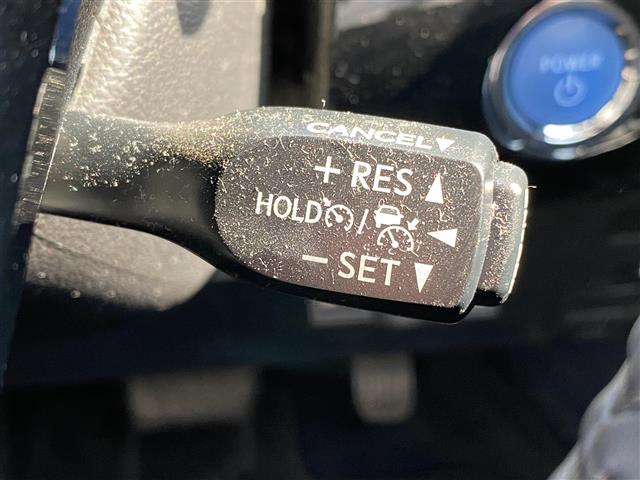 CANCEL▼
+ RES ▲
HOLD / ◀
− SET ▼
POWER